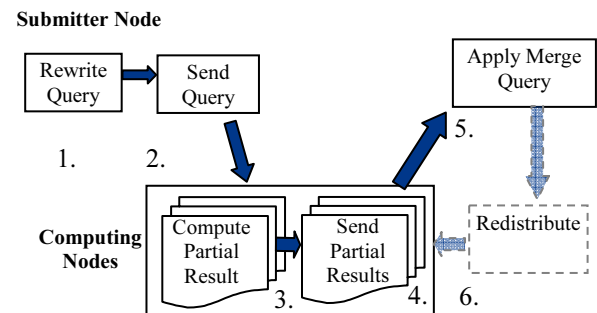 Submitter Node
Rewrite
Query
Send
Query
Apply Merge
Query
1.
2.
5.
Computing
Nodes
Compute
Partial
Result
3.
Send
Partial
Results
4.
Redistribute
6.